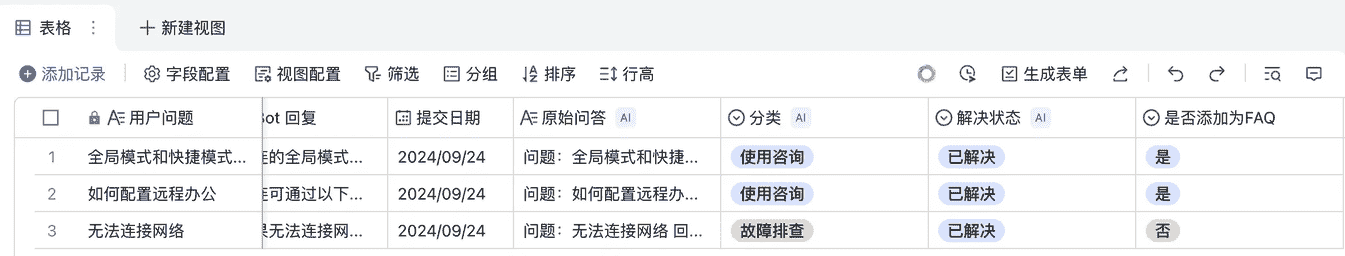 表格 新建视图
添加记录 字段配置 视图配置 筛选 分组 排序 行高 生成表单
用户问题 Bot 回复 提交日期 原始问答 AI 分类 AI 解决状态 AI 是否添加为FAQ
1 全局模式和快捷模式... 的全局模式... 2024/09/24 问题：全局模式和快捷... 使用咨询 已解决 是
2 如何配置远程办公 可通过以下... 2024/09/24 问题：如何配置远程办... 使用咨询 已解决 是
3 无法连接网络 无法连接网... 2024/09/24 问题：无法连接网络 回... 故障排查 已解决 否